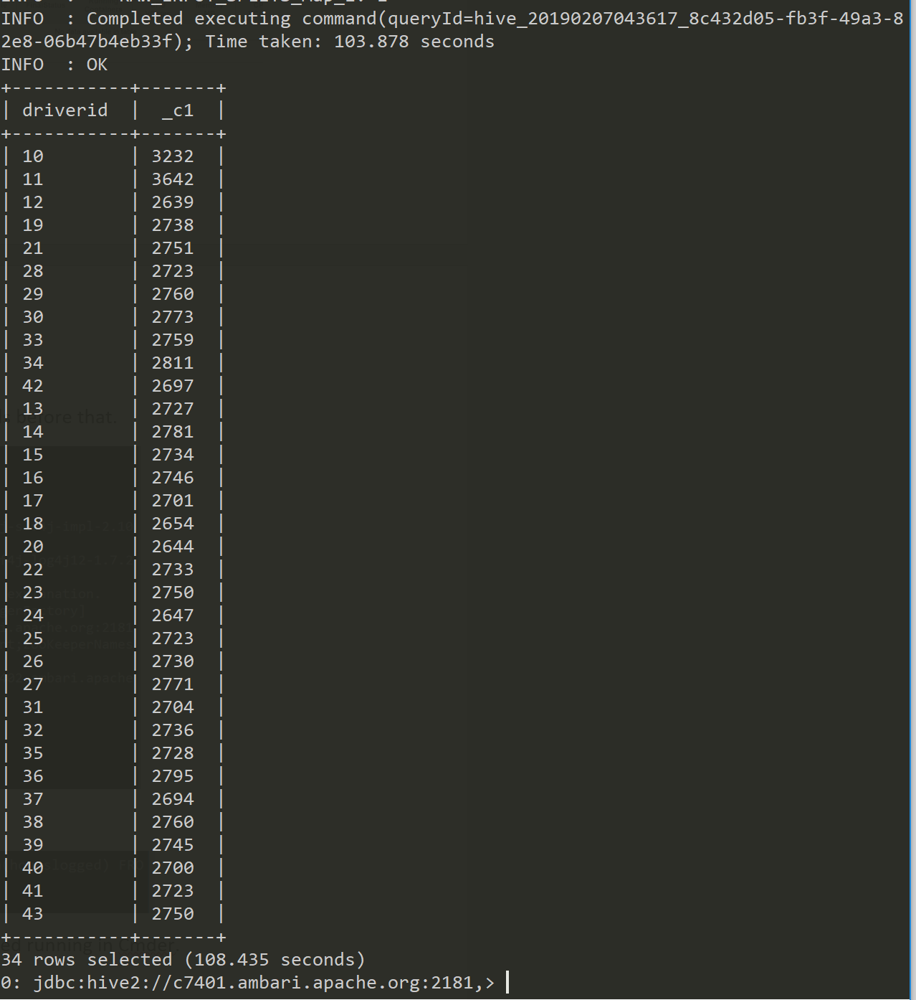 INFO  : Completed executing command(queryId=hive_20190207043617_8c432d05-fb3f-49a3-8
2e8-06b47b4eb33f); Time taken: 103.878 seconds
INFO  : OK
+-----------+-------+
| driverid  |  _c1  |
+-----------+-------+
| 10        | 3232  |
| 11        | 3642  |
| 12        | 2639  |
| 19        | 2738  |
| 21        | 2751  |
| 28        | 2723  |
| 29        | 2760  |
| 30        | 2773  |
| 33        | 2759  |
| 34        | 2811  |
| 42        | 2697  |
| 13        | 2727  |
| 14        | 2781  |
| 15        | 2734  |
| 16        | 2746  |
| 17        | 2701  |
| 18        | 2654  |
| 20        | 2644  |
| 22        | 2733  |
| 23        | 2750  |
| 24        | 2647  |
| 25        | 2723  |
| 26        | 2730  |
| 27        | 2771  |
| 31        | 2704  |
| 32        | 2736  |
| 35        | 2728  |
| 36        | 2795  |
| 37        | 2694  |
| 38        | 2760  |
| 39        | 2745  |
| 40        | 2700  |
| 41        | 2723  |
| 43        | 2750  |
+-----------+-------+
34 rows selected (108.435 seconds)
0: jdbc:hive2://c7401.ambari.apache.org:2181,>